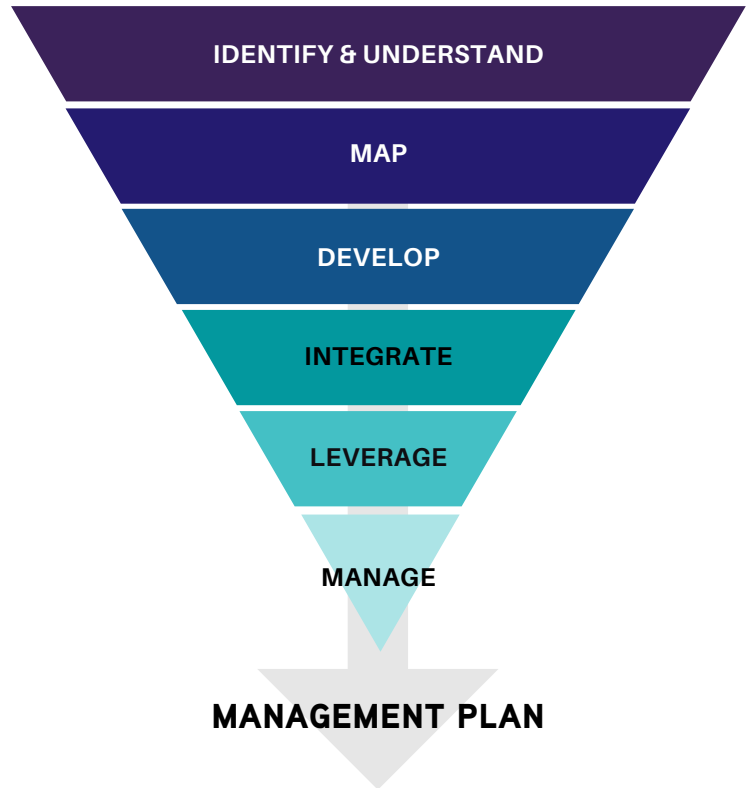 IDENTIFY & UNDERSTAND
MAP
DEVELOP
INTEGRATE
LEVERAGE
MANAGE
MANAGEMENT PLAN